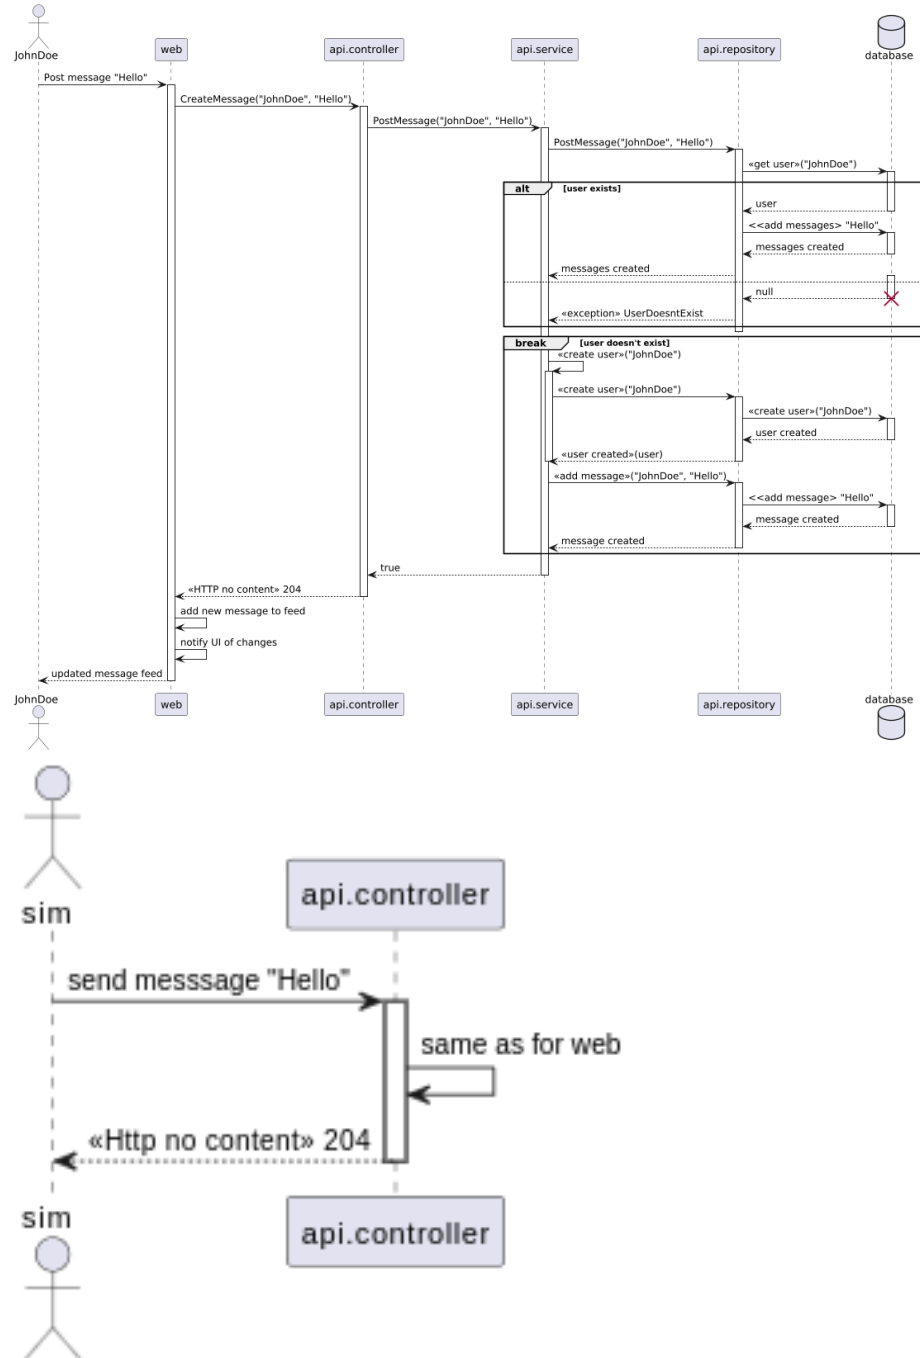 JohnDoe
web
api.controller
api.service
api.repository
database
Post message "Hello"
CreateMessage("JohnDoe", "Hello")
PostMessage("JohnDoe", "Hello")
PostMessage("JohnDoe", "Hello")
«get user»("JohnDoe")
alt
[user exists]
user
<<add messages> "Hello"
messages created
messages created
null
«exception» UserDoesntExist
break
[user doesn't exist]
«create user»("JohnDoe")
«create user»("JohnDoe")
«create user»("JohnDoe")
user created
«user created»(user)
«add message»("JohnDoe", "Hello")
<<add message> "Hello"
message created
message created
true
«HTTP no content» 204
add new message to feed
notify UI of changes
updated message feed
JohnDoe
web
api.controller
api.service
api.repository
database
sim
api.controller
send messsage "Hello"
same as for web
«Http no content» 204
sim
api.controller